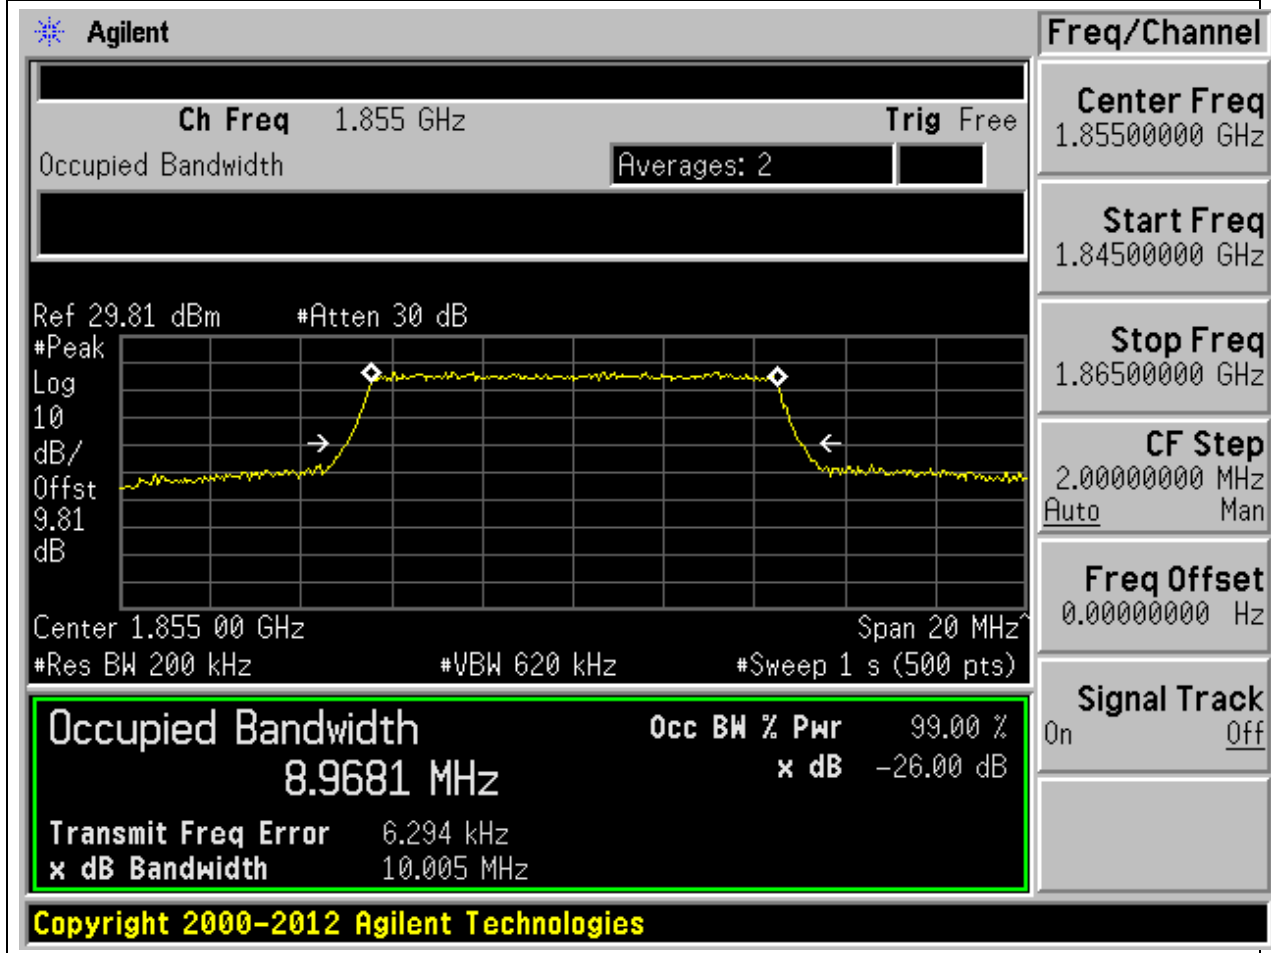 Agilent
Freq/Channel
Ch Freq 1.855 GHz Trig Free
Occupied Bandwidth Averages: 2
Ref 29.81 dBm #Atten 30 dB
#Peak
Log
10
dB/
Offst
9.81
dB
Center 1.855 00 GHz Span 20 MHz^
#Res BW 200 kHz #VBW 620 kHz #Sweep 1 s (500 pts)
Occupied Bandwidth Occ BW % Pwr 99.00 %
8.9681 MHz x dB -26.00 dB
Transmit Freq Error 6.294 kHz
x dB Bandwidth 10.005 MHz
Copyright 2000-2012 Agilent Technologies
Center Freq
1.85500000 GHz
Start Freq
1.84500000 GHz
Stop Freq
1.86500000 GHz
CF Step
2.00000000 MHz
Auto Man
Freq Offset
0.00000000 Hz
Signal Track
On Off